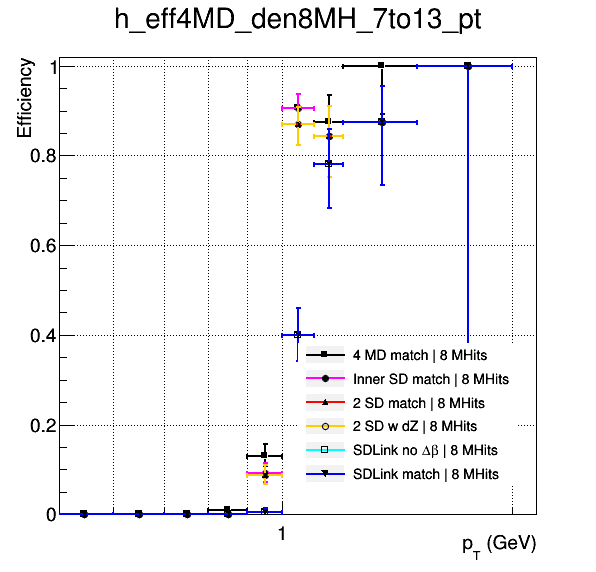 h_eff4MD_den8MH_7to13_pt
Efficiency
1
0.8
0.6
0.4
0.2
0
4 MD match | 8 MHits
Inner SD match | 8 MHits
2 SD match | 8 MHits
2 SD w dZ | 8 MHits
SDLink no Δβ | 8 MHits
SDLink match | 8 MHits
1
p_T (GeV)